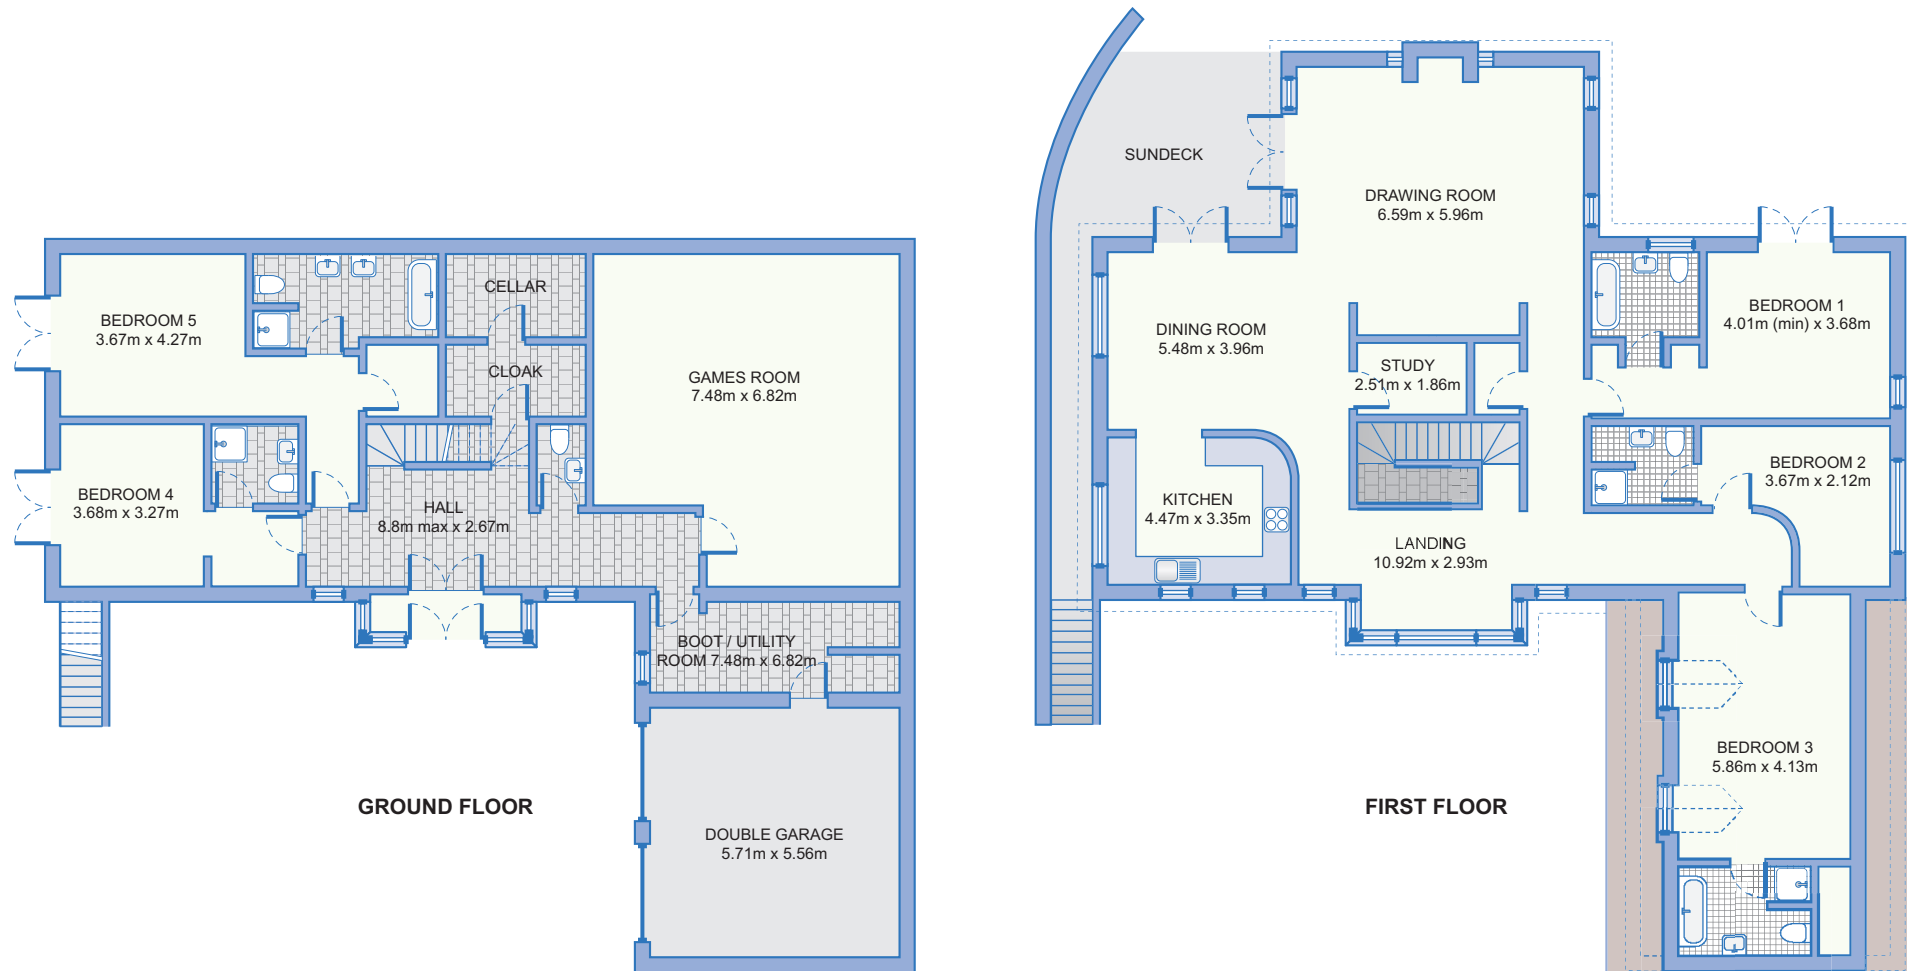 BEDROOM 5
3.67m x 4.27m
CELLAR
CLOAK
GAMES ROOM
7.48m x 6.82m
BEDROOM 4
3.68m x 3.27m
HALL
8.8m max x 2.67m
BOOT / UTILITY
ROOM 7.48m x 6.82m
DOUBLE GARAGE
5.71m x 5.56m
GROUND FLOOR
SUNDECK
DRAWING ROOM
6.59m x 5.96m
DINING ROOM
5.48m x 3.96m
STUDY
2.51m x 1.86m
BEDROOM 1
4.01m (min) x 3.68m
BEDROOM 2
3.67m x 2.12m
KITCHEN
4.47m x 3.35m
LANDING
10.92m x 2.93m
BEDROOM 3
5.86m x 4.13m
FIRST FLOOR